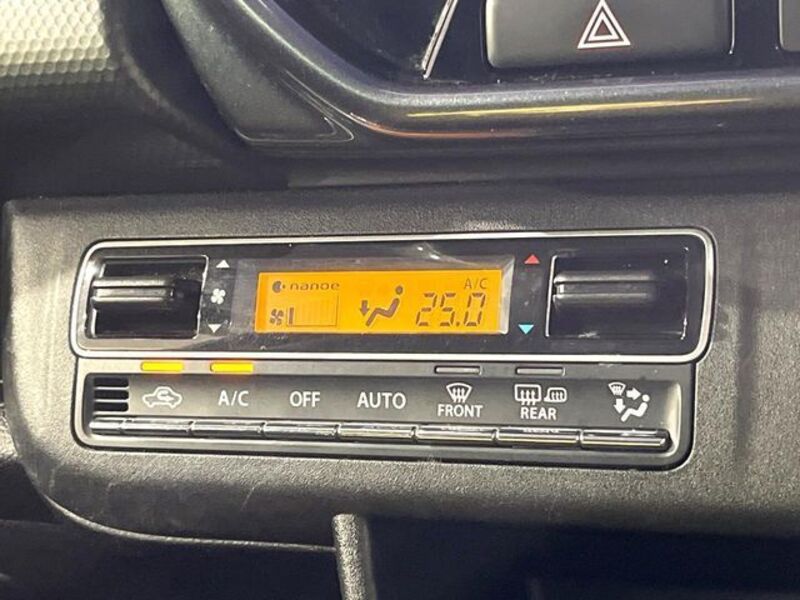 nanoe
A/C
25.0
A/C OFF AUTO FRONT REAR